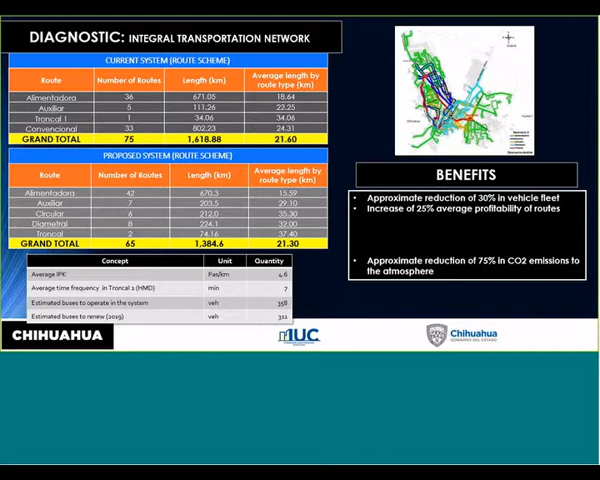 DIAGNOSTIC: INTEGRAL TRANSPORTATION NETWORK
CURRENT SYSTEM (ROUTE SCHEME)
Route Number of Routes Length (km) Average length by route type (km)
Alimentadora 36 671.05 18.64
Auxiliar 5 111.26 22.25
Troncal 1 1 34.06 34.06
Convencional 33 802.23 24.31
GRAND TOTAL 75 1,618.88 21.60
PROPOSED SYSTEM (ROUTE SCHEME)
Route Number of Routes Length (km) Average length by route type (km)
Alimentadora 42 670.3 15.59
Auxiliar 7 203.5 29.10
Circular 6 212.0 35.30
Diametral 8 224.1 32.00
Troncal 2 74.16 37.40
GRAND TOTAL 65 1,384.6 21.30
Concept Unit Quantity
Average IPK Pas/km 4.6
Average time frequency in Troncal 1 (HMD) min 7
Estimated buses to operate in the system veh 358
Estimated buses to renew (2019) veh 311
BENEFITS
• Approximate reduction of 30% in vehicle fleet
• Increase of 25% average profitability of routes
• Approximate reduction of 75% in CO2 emissions to
the atmosphere
CHIHUAHUA
IUC
Chihuahua
GOBIERNO DEL ESTADO